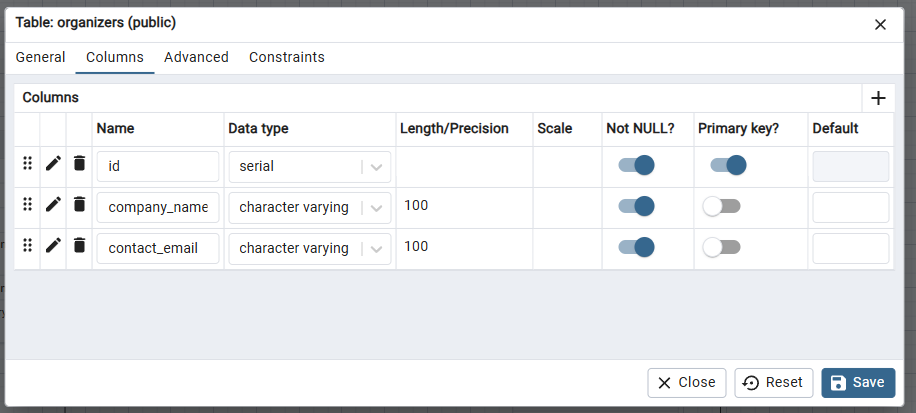 Table: organizers (public)
General Columns Advanced Constraints
Columns
Name Data type Length/Precision Scale Not NULL? Primary key? Default
id serial
company_name character varying 100
contact_email character varying 100
Close Reset Save